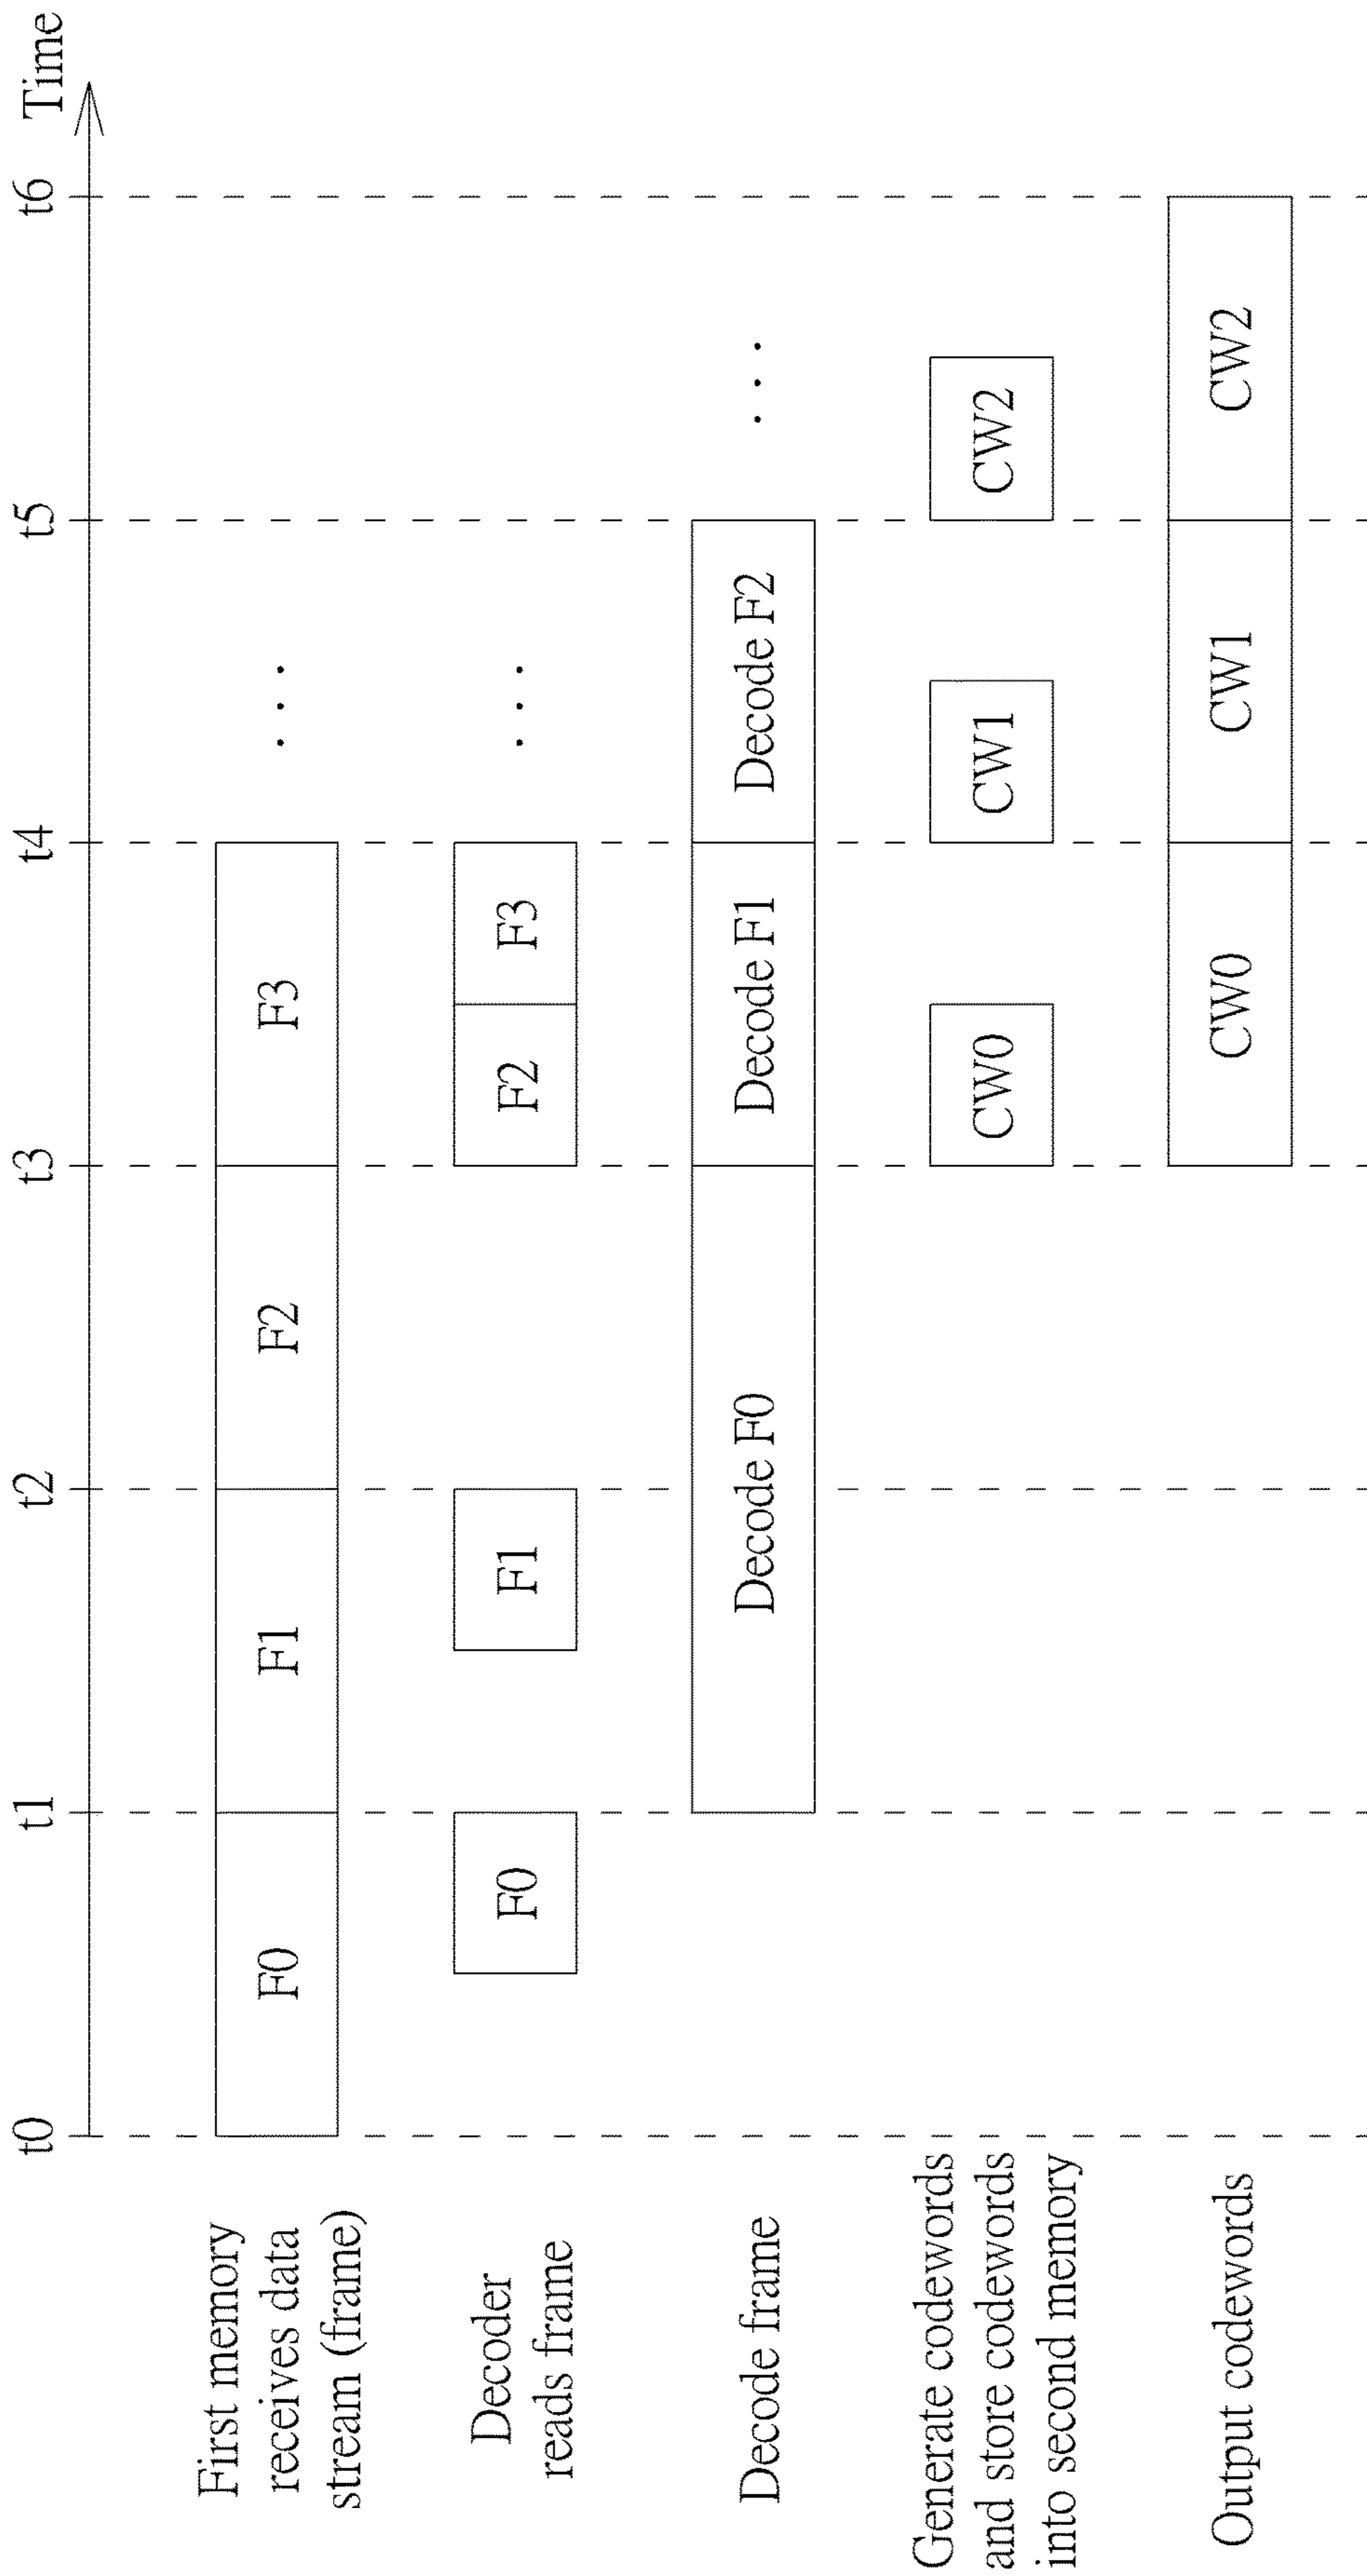 t0 t1 t2 t3 t4 t5 t6 Time
First memory
receives data
stream (frame)
F0 F1 F2 F3 ...
Decoder
reads frame
F0 F1 F2 F3 ...
Decode frame
Decode F0 Decode F1 Decode F2 ...
Generate codewords
and store codewords
into second memory
CW0 CW1 CW2
Output codewords
CW0 CW1 CW2